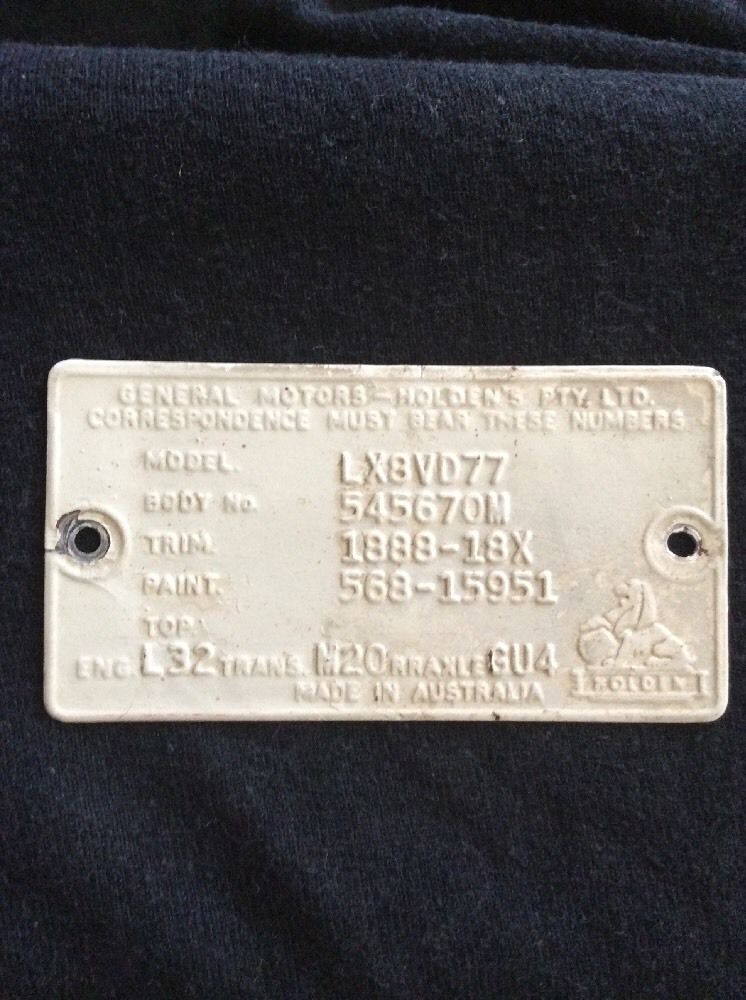 GENERAL MOTORS-HOLDEN'S PTY. LTD.
CORRESPONDENCE MUST BEAR THESE NUMBERS
MODEL. LX8VD77
BODY No. 545670M
TRIM. 1888-18X
PAINT. 568-15951
TOP.
ENG. L32 TRANS. M20 RRAXLE GU4
MADE IN AUSTRALIA
HOLDEN